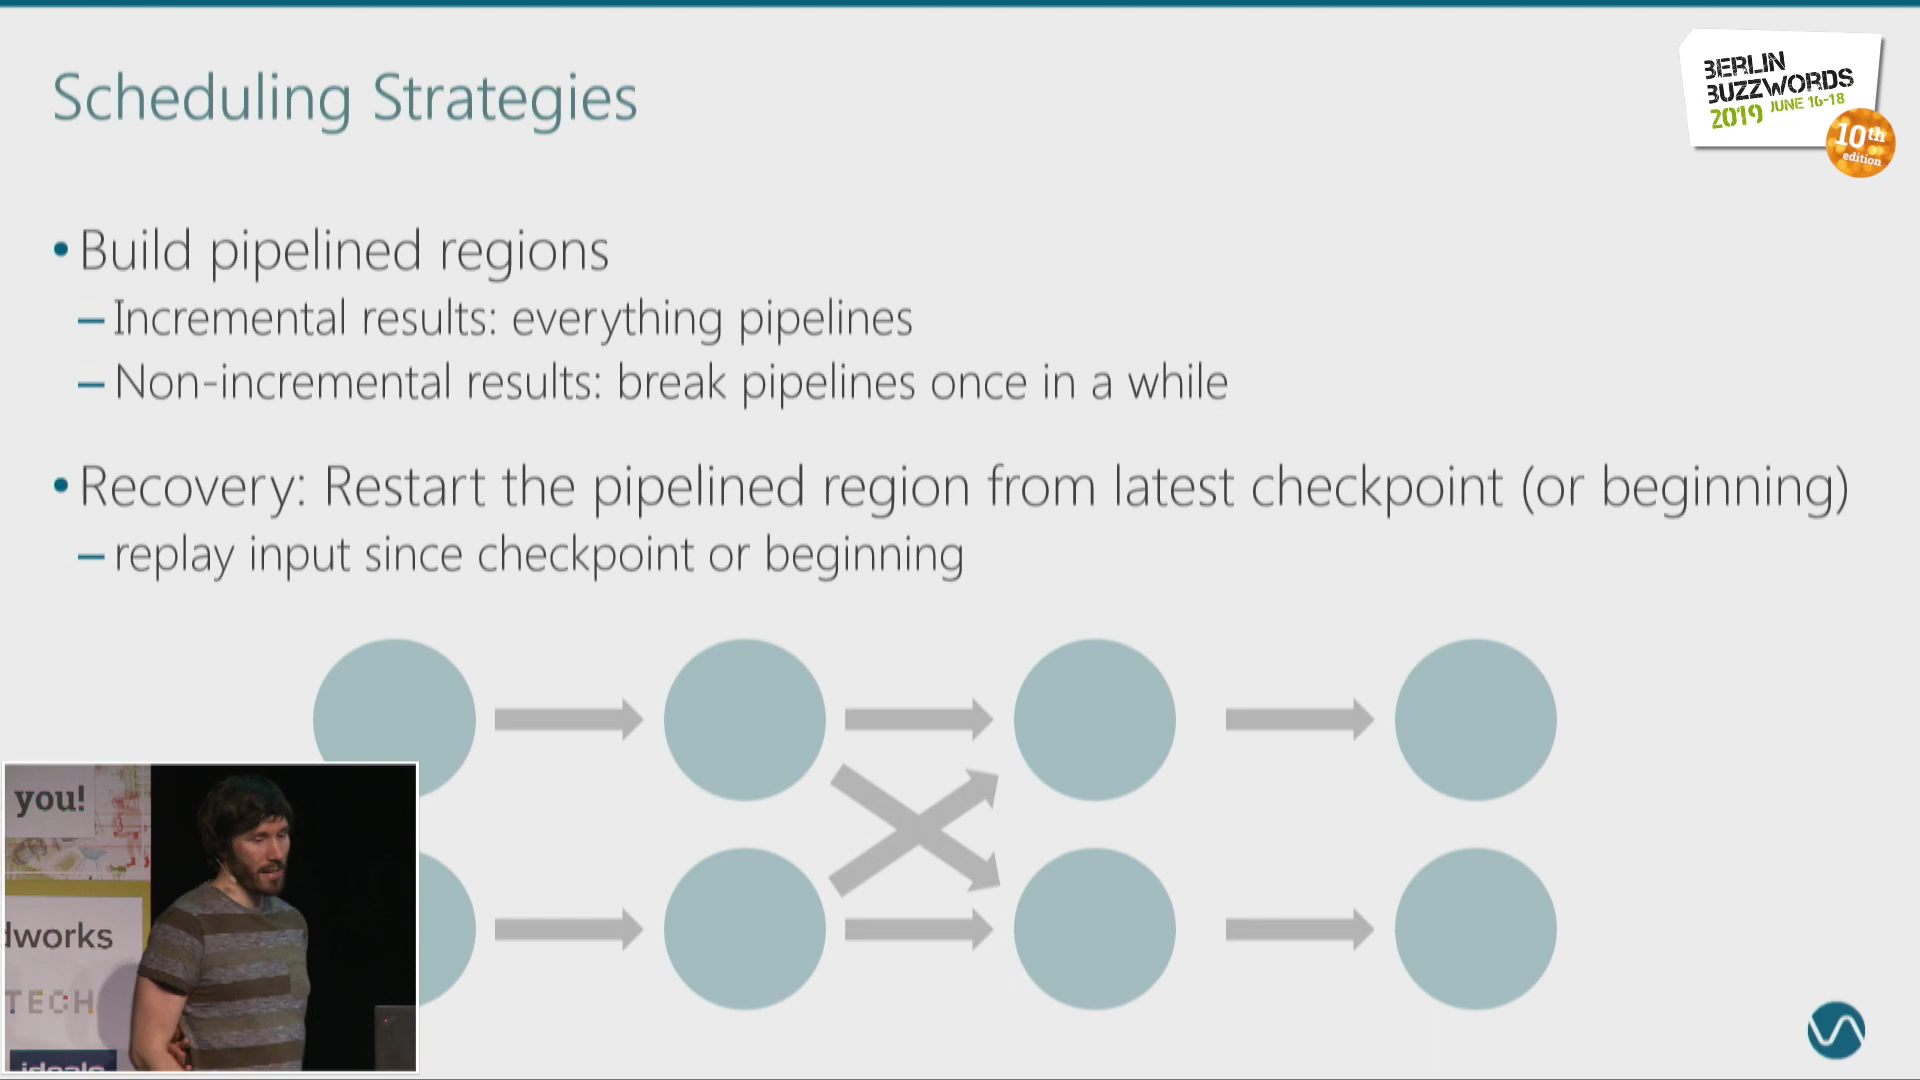 Scheduling Strategies
BERLIN
BUZZWORDS
2019 JUNE 16-18
10th
edition
• Build pipelined regions
– Incremental results: everything pipelines
– Non-incremental results: break pipelines once in a while
• Recovery: Restart the pipelined region from latest checkpoint (or beginning)
– replay input since checkpoint or beginning
you!
dworks
TECH
ideale